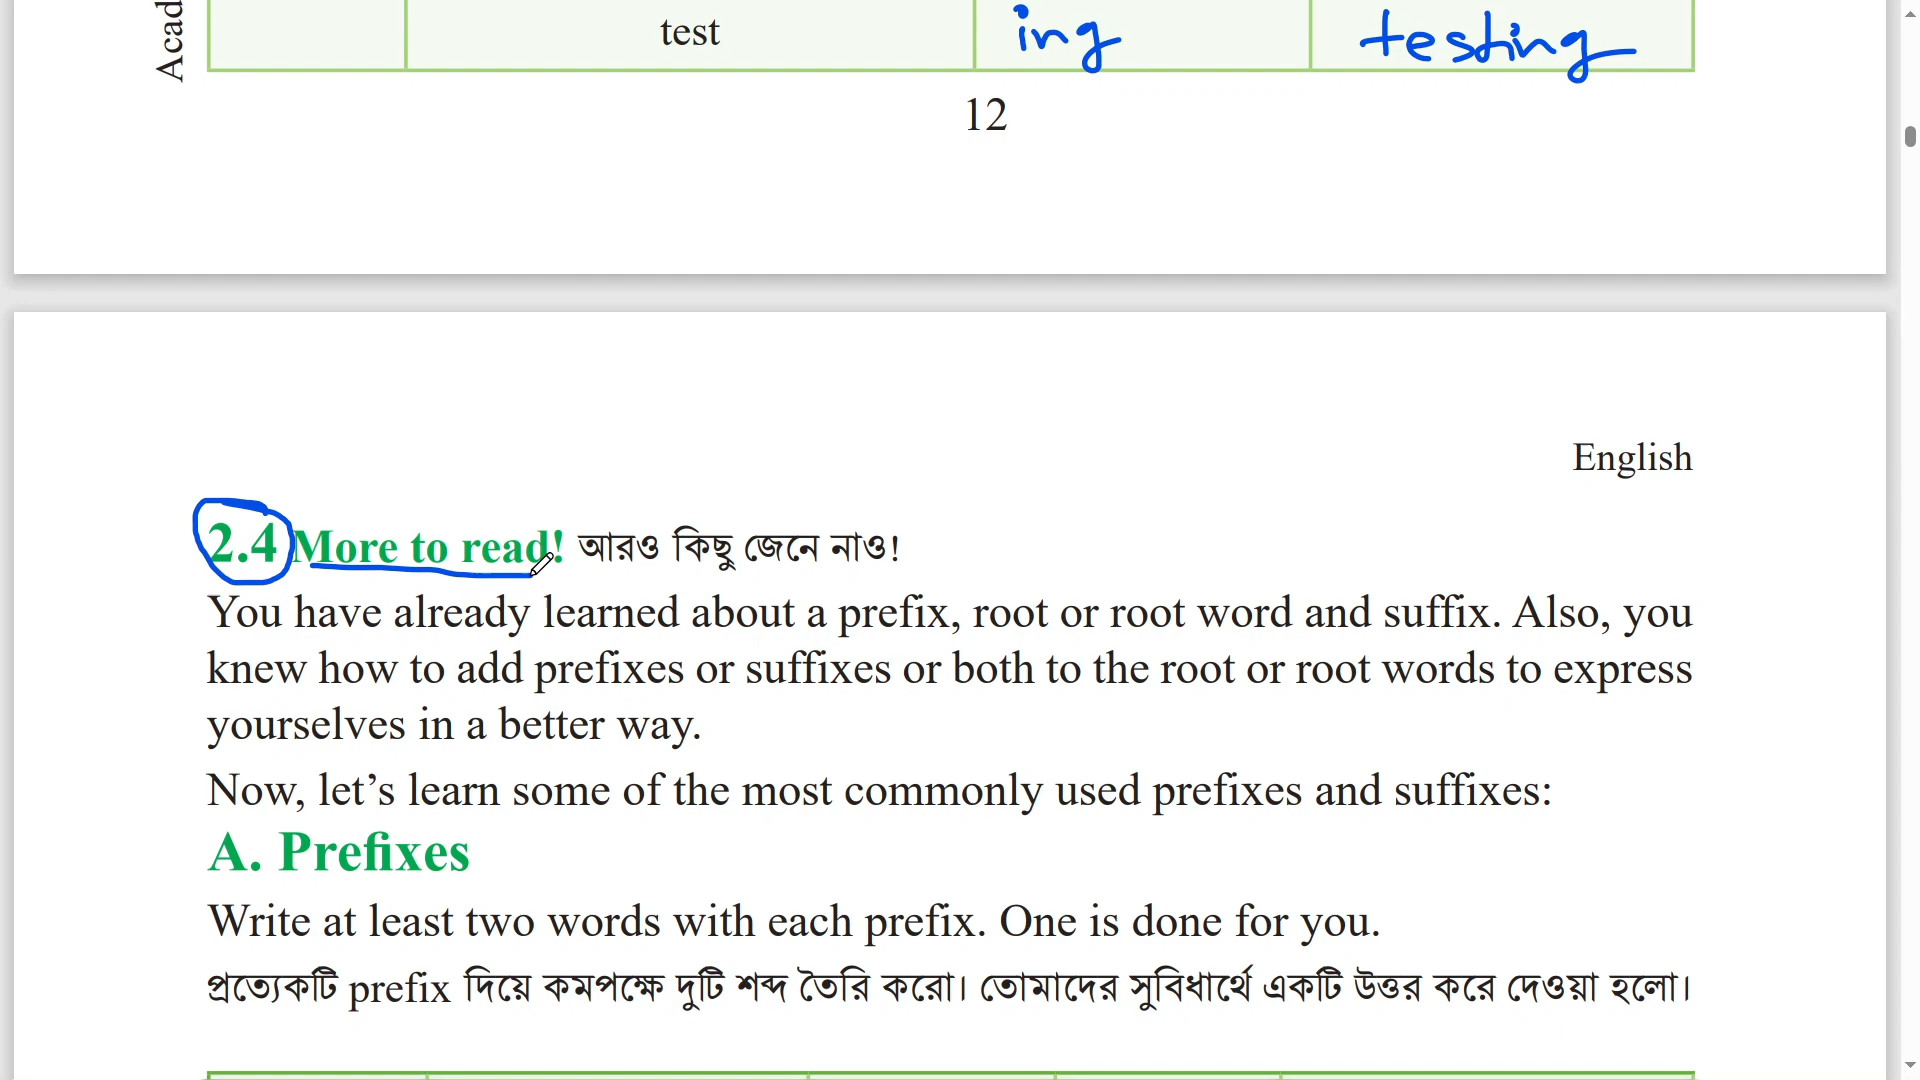 Acad
test ing testing
12
English
2.4 More to read! আরও কিছু জেনে নাও!
You have already learned about a prefix, root or root word and suffix. Also, you
knew how to add prefixes or suffixes or both to the root or root words to express
yourselves in a better way.
Now, let’s learn some of the most commonly used prefixes and suffixes:
A. Prefixes
Write at least two words with each prefix. One is done for you.
প্রত্যেকটি prefix দিয়ে কমপক্ষে দুটি শব্দ তৈরি করো। তোমাদের সুবিধার্থে একটি উত্তর করে দেওয়া হলো।